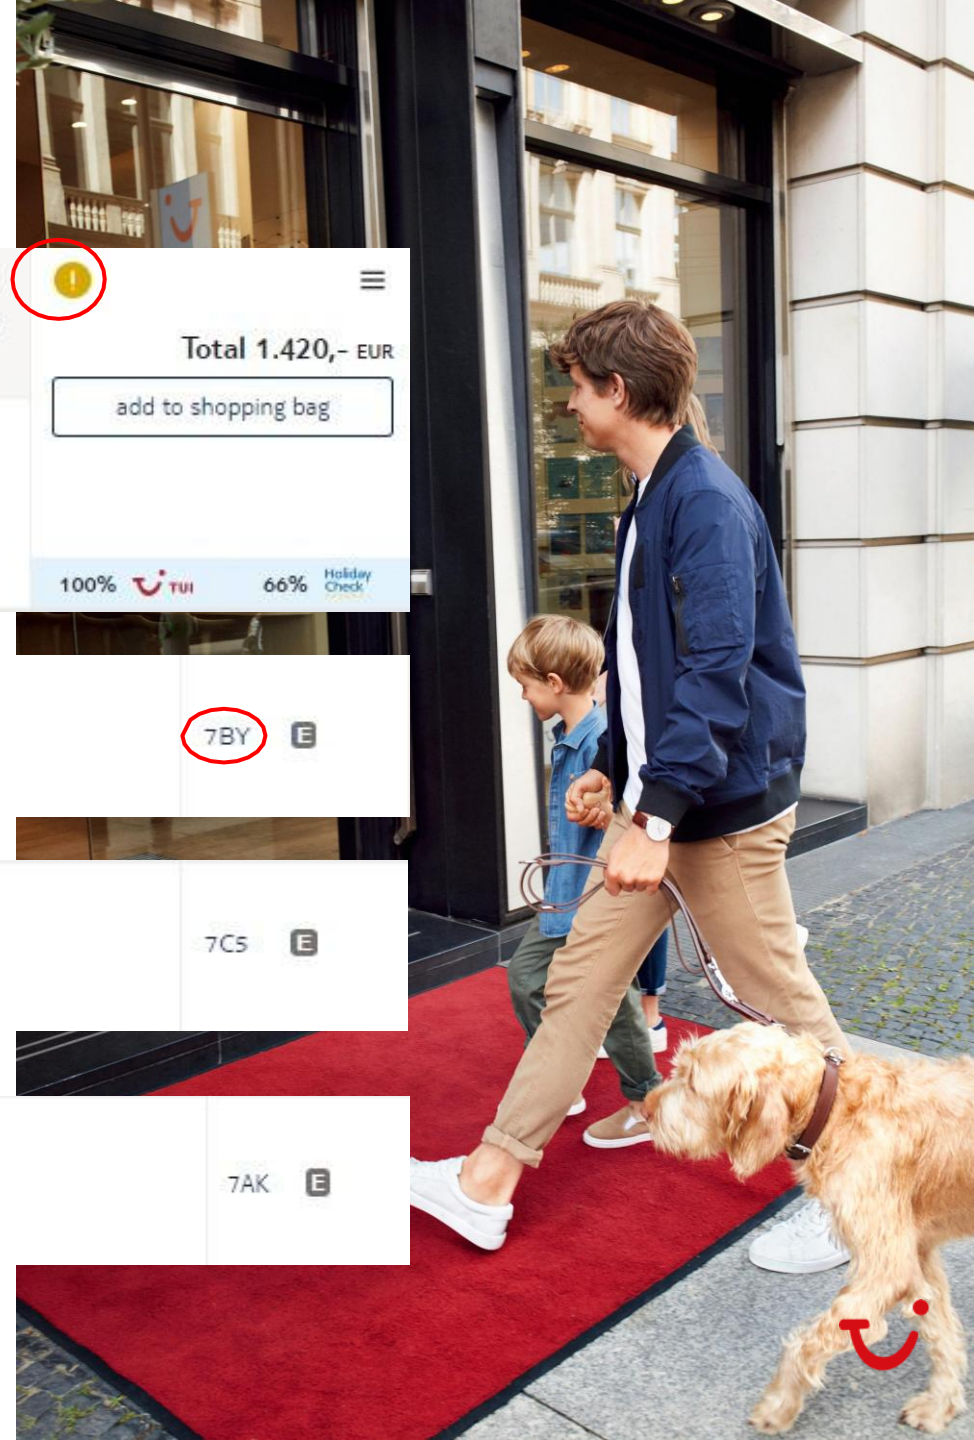 !
Total 1.420,- EUR
add to shopping bag
100% TUI 66% Holiday Check
7BY E
7C5 E
7AK E